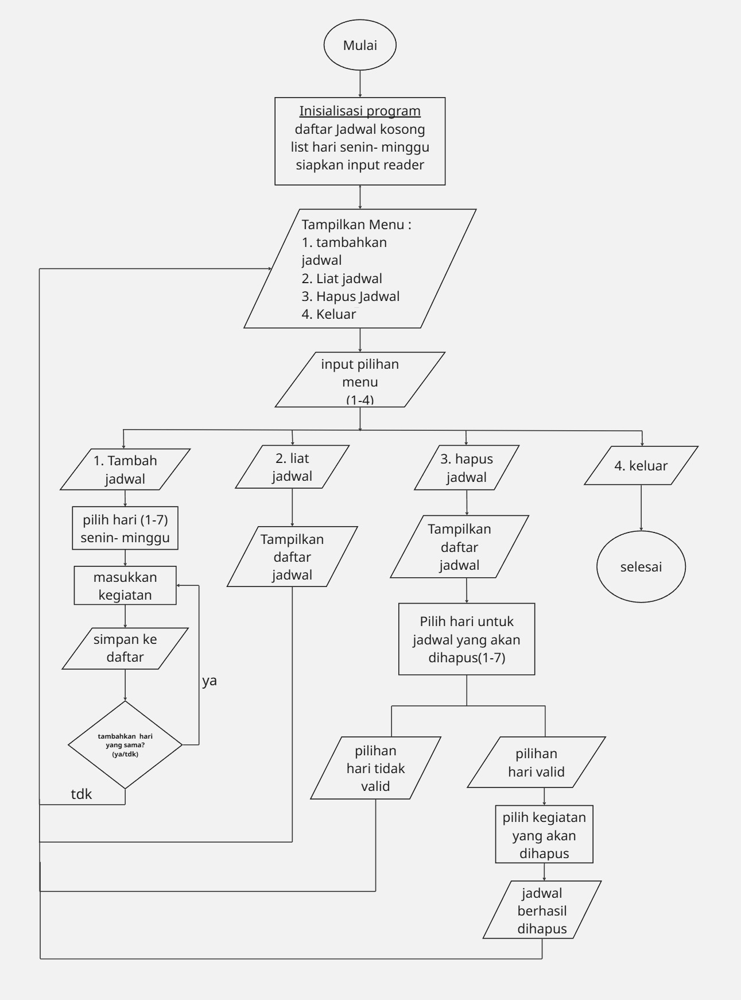 Mulai
Inisialisasi program
daftar Jadwal kosong
list hari senin- minggu
siapkan input reader
Tampilkan Menu :
1. tambahkan
jadwal
2. Liat jadwal
3. Hapus Jadwal
4. Keluar
input pilihan
menu
(1-4)
1. Tambah
jadwal
pilih hari (1-7)
senin- minggu
masukkan
kegiatan
simpan ke
daftar
ya
tambahkan hari
yang sama?
(ya/tdk)
tdk
2. liat
jadwal
Tampilkan
daftar
jadwal
3. hapus
jadwal
Tampilkan
daftar
jadwal
Pilih hari untuk
jadwal yang akan
dihapus(1-7)
pilihan
hari tidak
valid
pilihan
hari valid
pilih kegiatan
yang akan
dihapus
jadwal
berhasil
dihapus
4. keluar
selesai